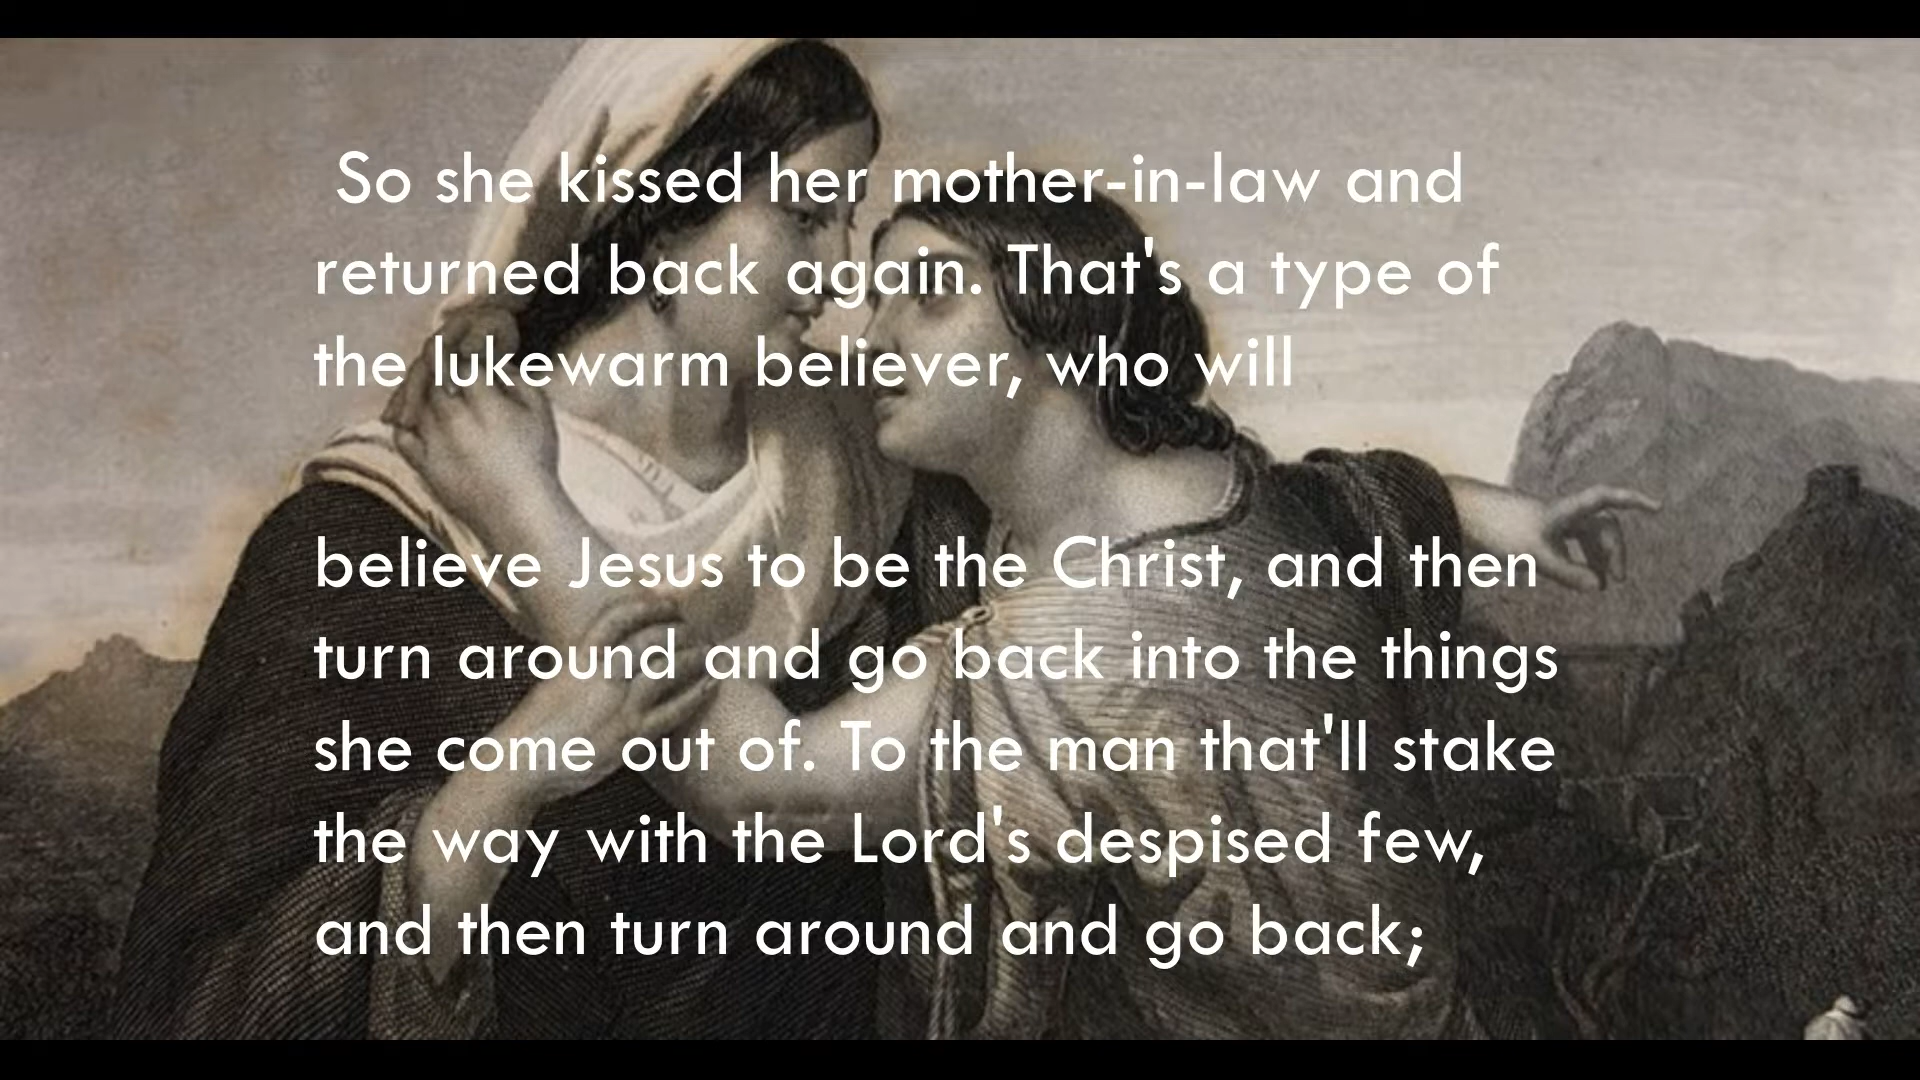 So she kissed her mother-in-law and
returned back again. That's a type of
the lukewarm believer, who will
believe Jesus to be the Christ, and then
turn around and go back into the things
she come out of. To the man that'll stake
the way with the Lord's despised few,
and then turn around and go back;